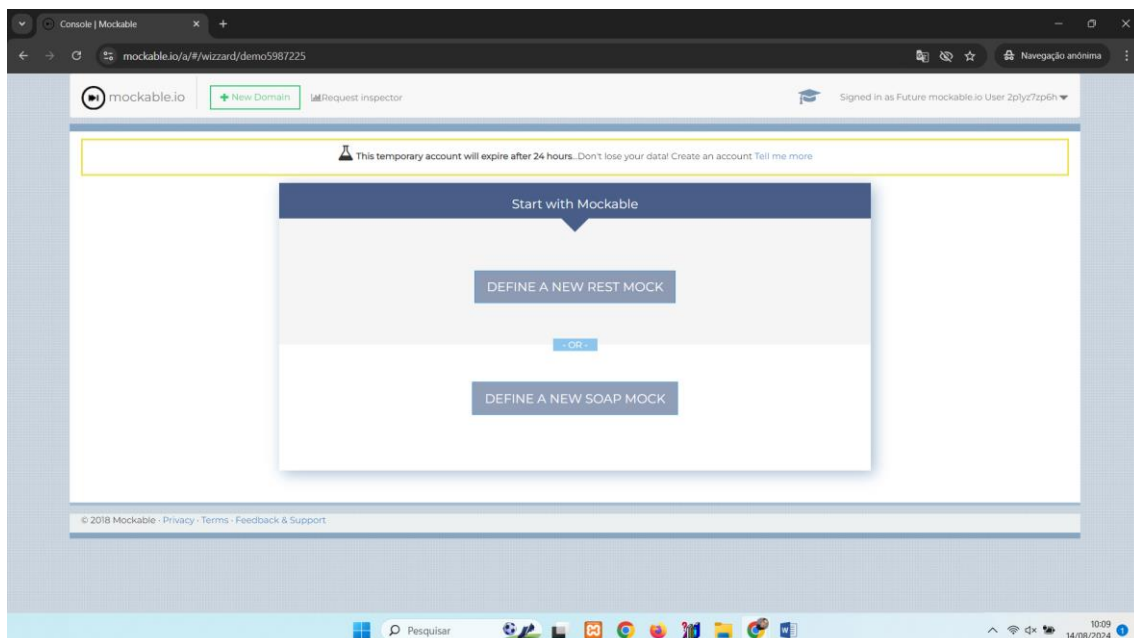 Console | Mockable
mockable.io/a/#/wizzard/demo5987225
Navegação anónima
mockable.io
New Domain
Request inspector
Signed in as Future mockable.io User 2p1yz7zp6h
This temporary account will expire after 24 hours...Don't lose your data! Create an account Tell me more
Start with Mockable
DEFINE A NEW REST MOCK
- OR -
DEFINE A NEW SOAP MOCK
© 2018 Mockable · Privacy · Terms · Feedback & Support
Pesquisar
10:09
14/08/2024
1